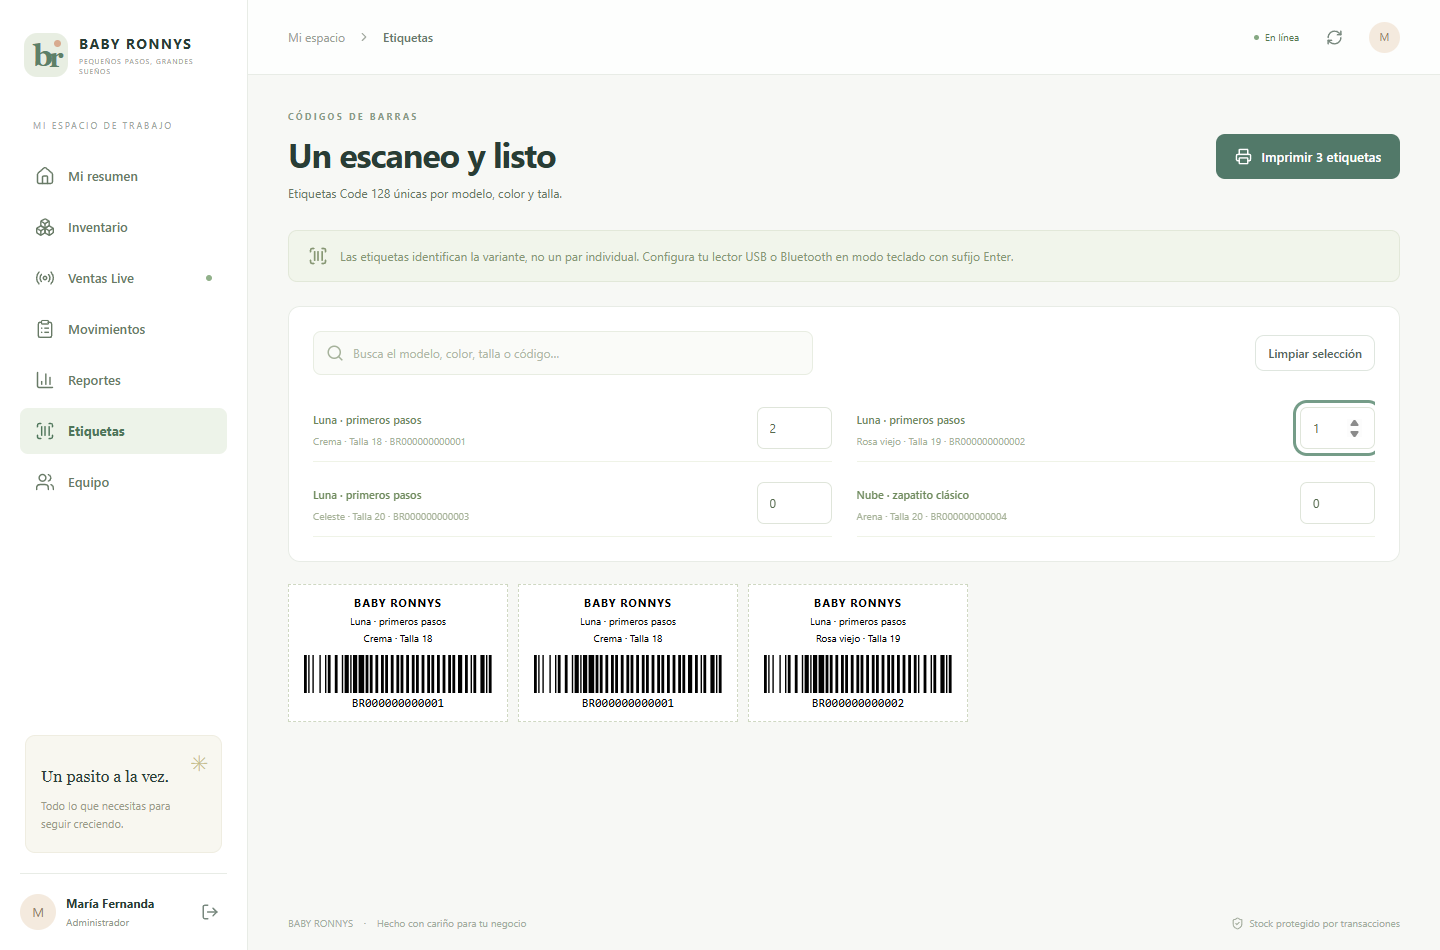 br
BABY RONNYS
PEQUEÑOS PASOS, GRANDES
SUEÑOS
MI ESPACIO DE TRABAJO
Mi resumen
Inventario
Ventas Live
Movimientos
Reportes
Etiquetas
Equipo
Un pasito a la vez.
Todo lo que necesitas para
seguir creciendo.
M
María Fernanda
Administrador
Mi espacio
Etiquetas
En línea
M
CÓDIGOS DE BARRAS
Un escaneo y listo
Etiquetas Code 128 únicas por modelo, color y talla.
Imprimir 3 etiquetas
Las etiquetas identifican la variante, no un par individual. Configura tu lector USB o Bluetooth en modo teclado con sufijo Enter.
Busca el modelo, color, talla o código...
Limpiar selección
Luna · primeros pasos
Crema · Talla 18 · BR000000000001
2
Luna · primeros pasos
Rosa viejo · Talla 19 · BR000000000002
1
Luna · primeros pasos
Celeste · Talla 20 · BR000000000003
0
Nube · zapatito clásico
Arena · Talla 20 · BR000000000004
0
BABY RONNYS
Luna · primeros pasos
Crema · Talla 18
BR000000000001
BABY RONNYS
Luna · primeros pasos
Crema · Talla 18
BR000000000001
BABY RONNYS
Luna · primeros pasos
Rosa viejo · Talla 19
BR000000000002
BABY RONNYS · Hecho con cariño para tu negocio
Stock protegido por transacciones